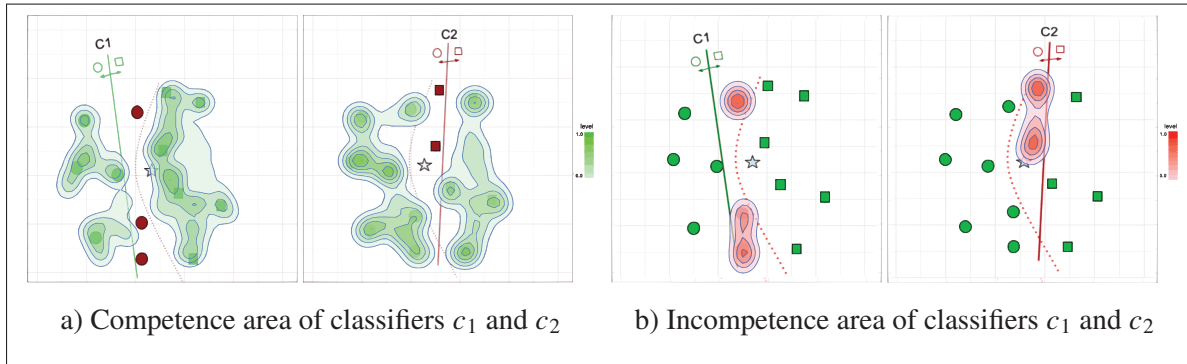 C1
C2
level
1.0
0.0
C1
C2
level
1.0
0.0
a) Competence area of classifiers c₁ and c₂
b) Incompetence area of classifiers c₁ and c₂